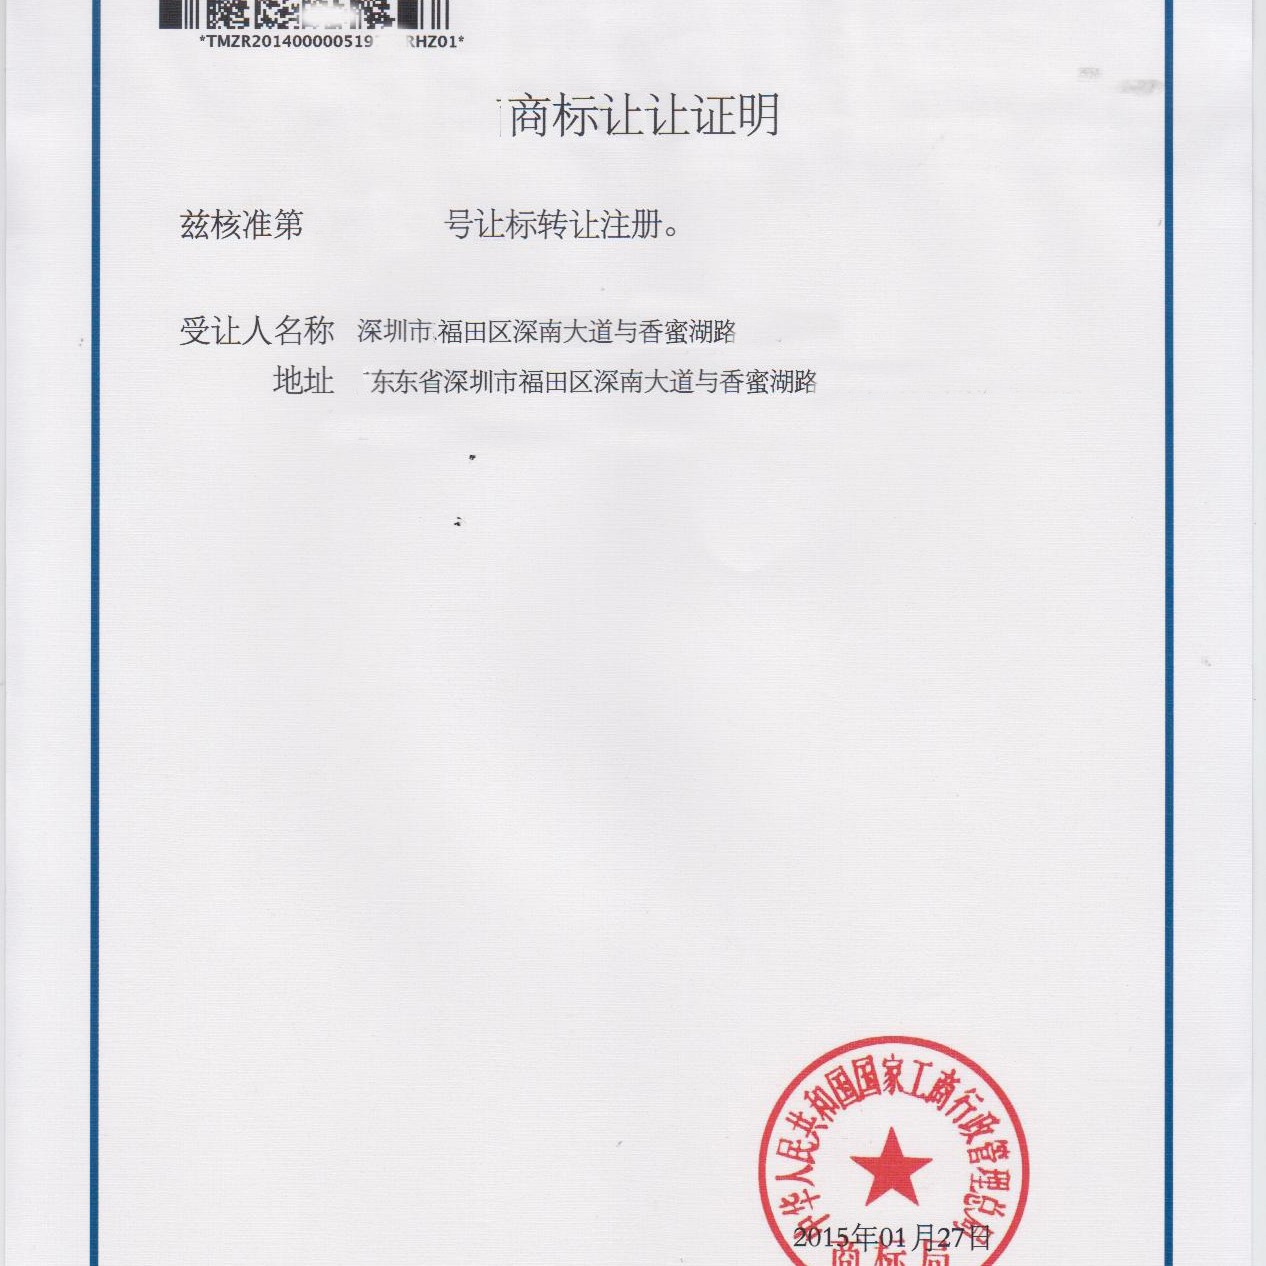 *TMZR201400000519 RHZ01*
商标让让证明
兹核准第 号让标转让注册。
受让人名称 深圳市福田区深南大道与香蜜湖路
地址 东东省深圳市福田区深南大道与香蜜湖路
中华人民共和国国家工商行政管理总局
2015年01月27日
商标局